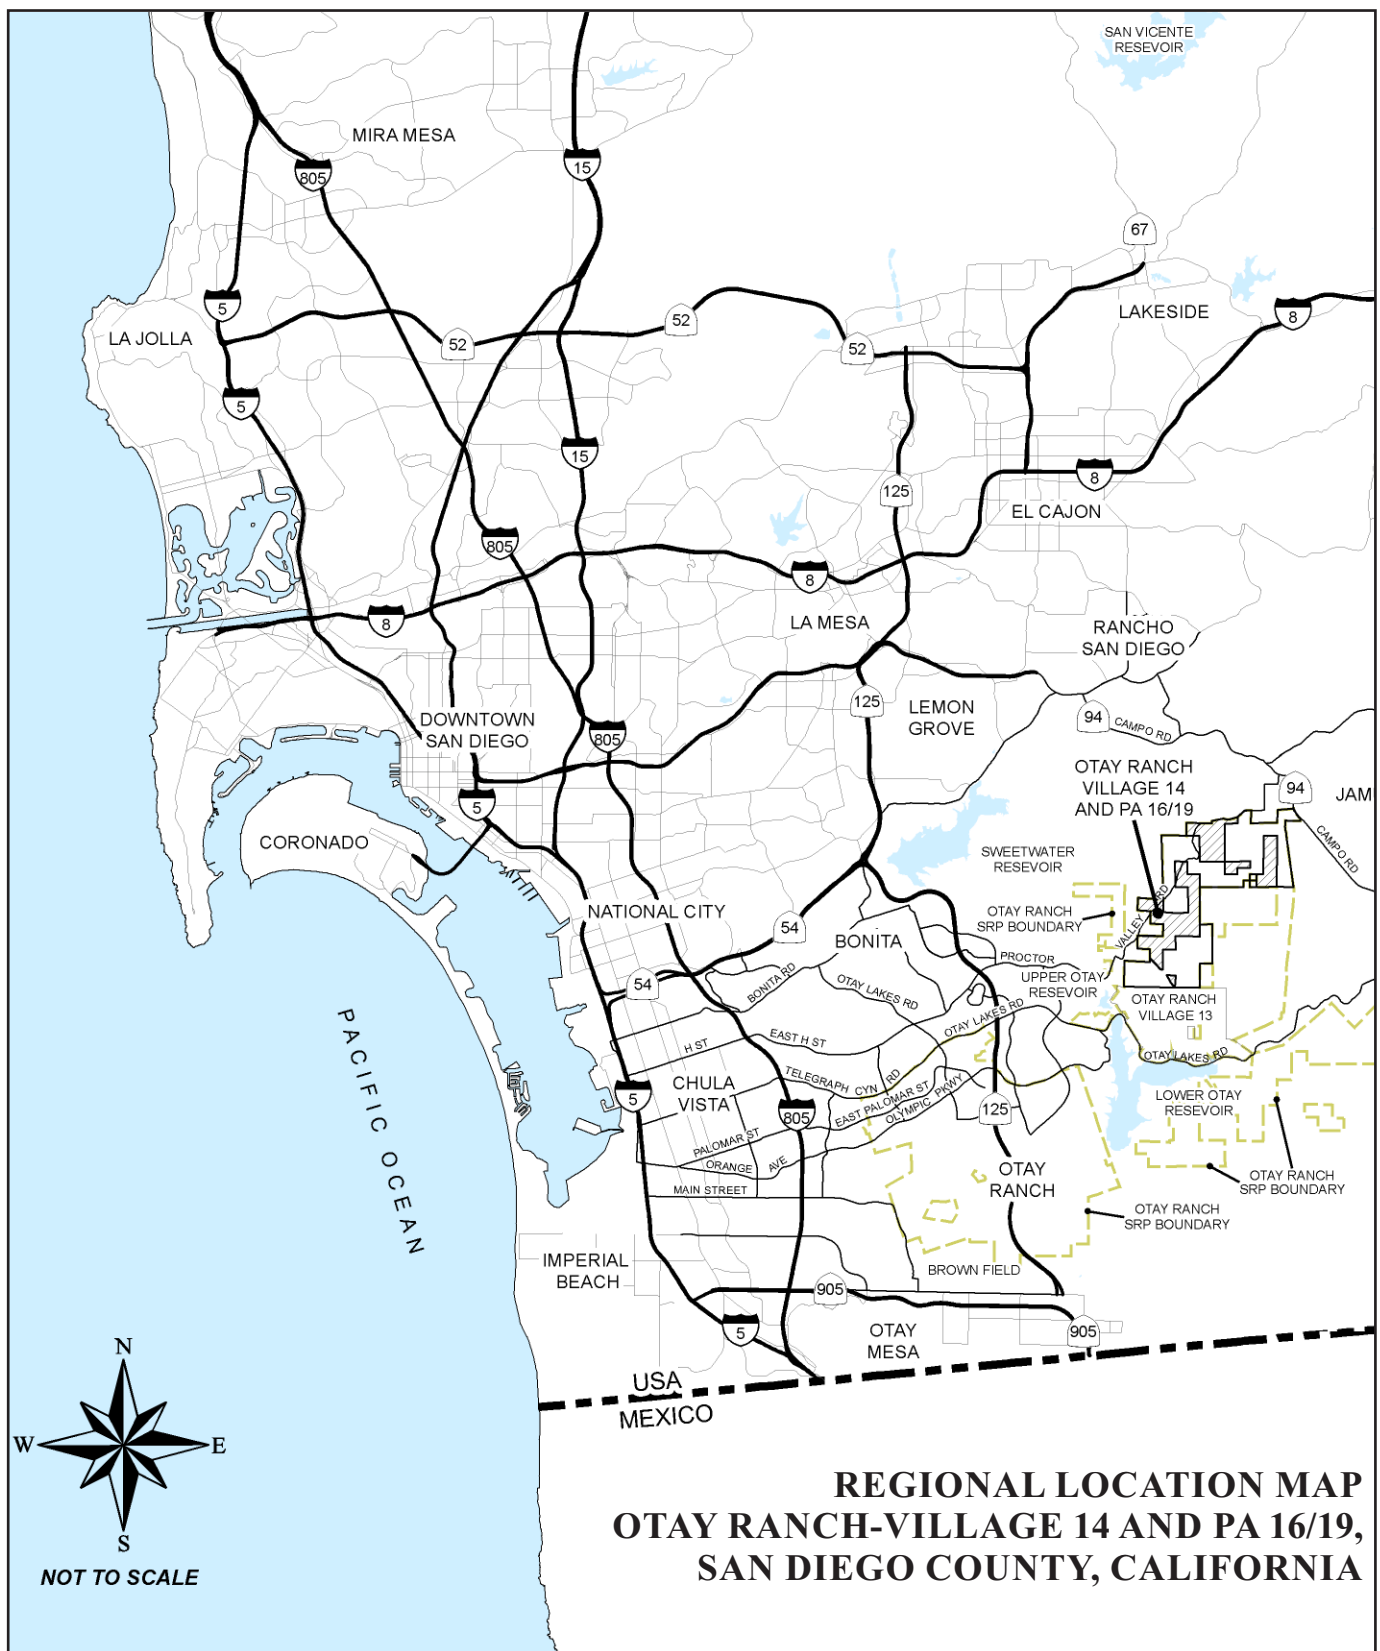 SAN VICENTE
RESEVOIR
MIRA MESA
805
15
67
LAKESIDE
8
5
LA JOLLA
52
52
52
5
15
125
8
EL CAJON
805
8
8
LA MESA
RANCHO
SAN DIEGO
125
LEMON
GROVE
94
CAMPO RD
DOWNTOWN
SAN DIEGO
805
OTAY RANCH
VILLAGE 14
AND PA 16/19
94
JAM
CAMPO RD
5
CORONADO
SWEETWATER
RESEVOIR
NATIONAL CITY
54
BONITA
OTAY RANCH
SRP BOUNDARY
VALLEY RD
PROCTOR
UPPER OTAY
RESEVOIR
54
BONITA RD
OTAY LAKES RD
OTAY RANCH
VILLAGE 13
OTAY LAKES RD
H ST
EAST H ST
OTAY LAKES RD
PACIFIC OCEAN
CHULA
VISTA
TELEGRAPH CYN RD
EAST PALOMAR ST
OLYMPIC PKWY
5
805
125
LOWER OTAY
RESEVOIR
PALOMAR ST
ORANGE AVE
MAIN STREET
OTAY
RANCH
OTAY RANCH
SRP BOUNDARY
OTAY RANCH
SRP BOUNDARY
IMPERIAL
BEACH
BROWN FIELD
905
5
OTAY
MESA
905
USA
MEXICO
N
W
E
S
NOT TO SCALE
REGIONAL LOCATION MAP
OTAY RANCH-VILLAGE 14 AND PA 16/19,
SAN DIEGO COUNTY, CALIFORNIA